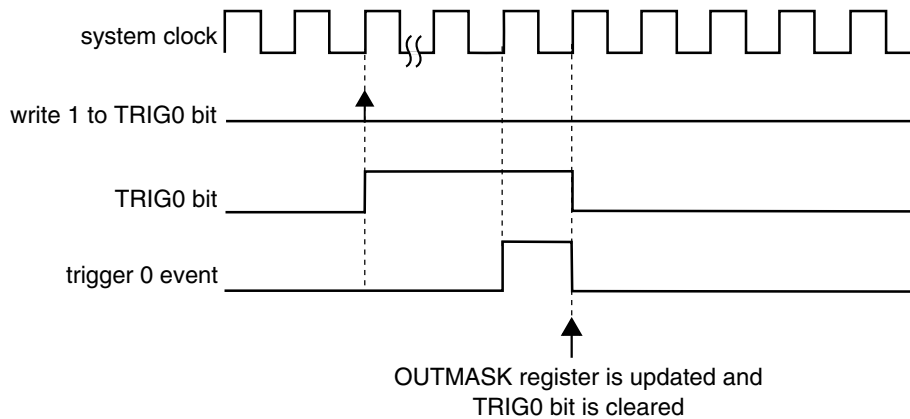 system clock
write 1 to TRIG0 bit
TRIG0 bit
trigger 0 event
OUTMASK register is updated and
TRIG0 bit is cleared